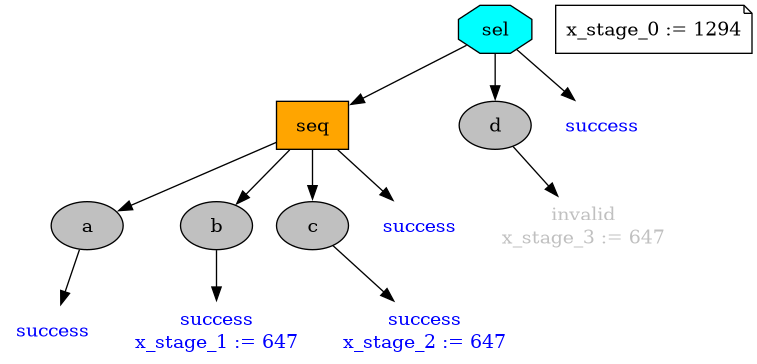 sel
x_stage_0 := 1294
seq
d
success
a
b
c
success
invalid
x_stage_3 := 647
success
success
x_stage_1 := 647
success
x_stage_2 := 647